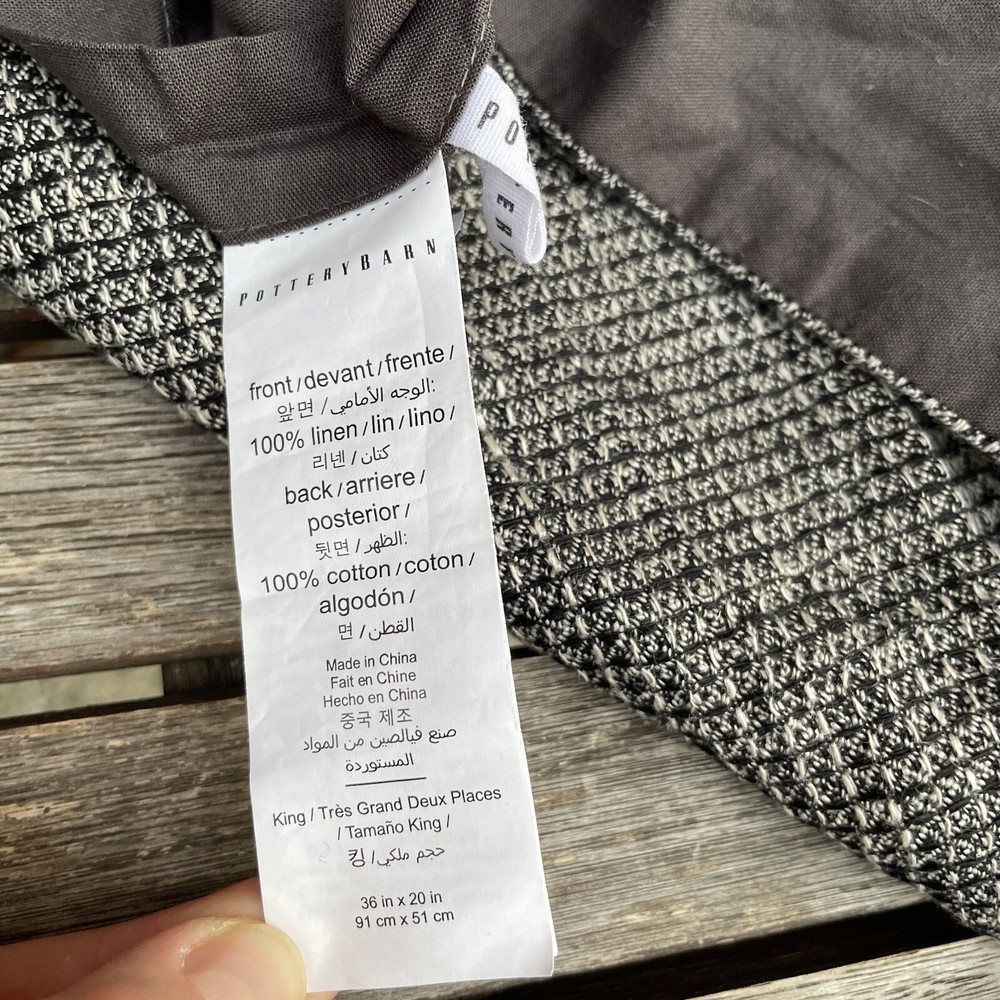 POTTERYBARN
front / devant / frente /
앞면 / الوجه الأمامي:
100% linen / lin / lino /
리넨 / كتان
back / arriere /
posterior /
뒷면 / الظهر:
100% cotton / coton /
algodón /
면 / القطن
Made in China
Fait en Chine
Hecho en China
중국 제조
صنع فيالصين من المواد
المستوردة
King / Très Grand Deux Places
/ Tamaño King /
킹 / حجم ملكي
36 in x 20 in
91 cm x 51 cm